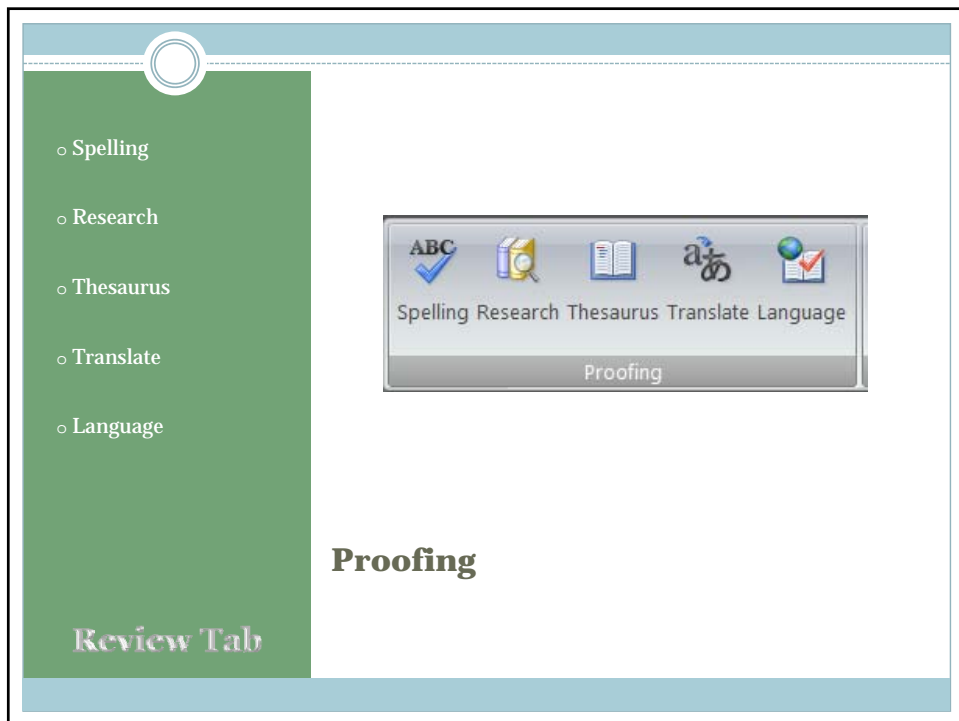 ○ Spelling
○ Research
○ Thesaurus
○ Translate
○ Language
ABC
aあ
Spelling Research Thesaurus Translate Language
Proofing
Proofing
Review Tab